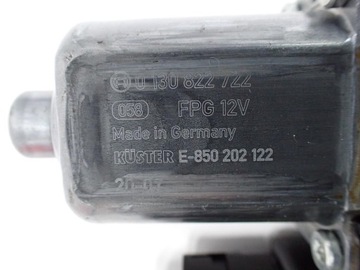 0 130 822 722
058 FPG 12V
Made in Germany
KÜSTER E-850 202 122